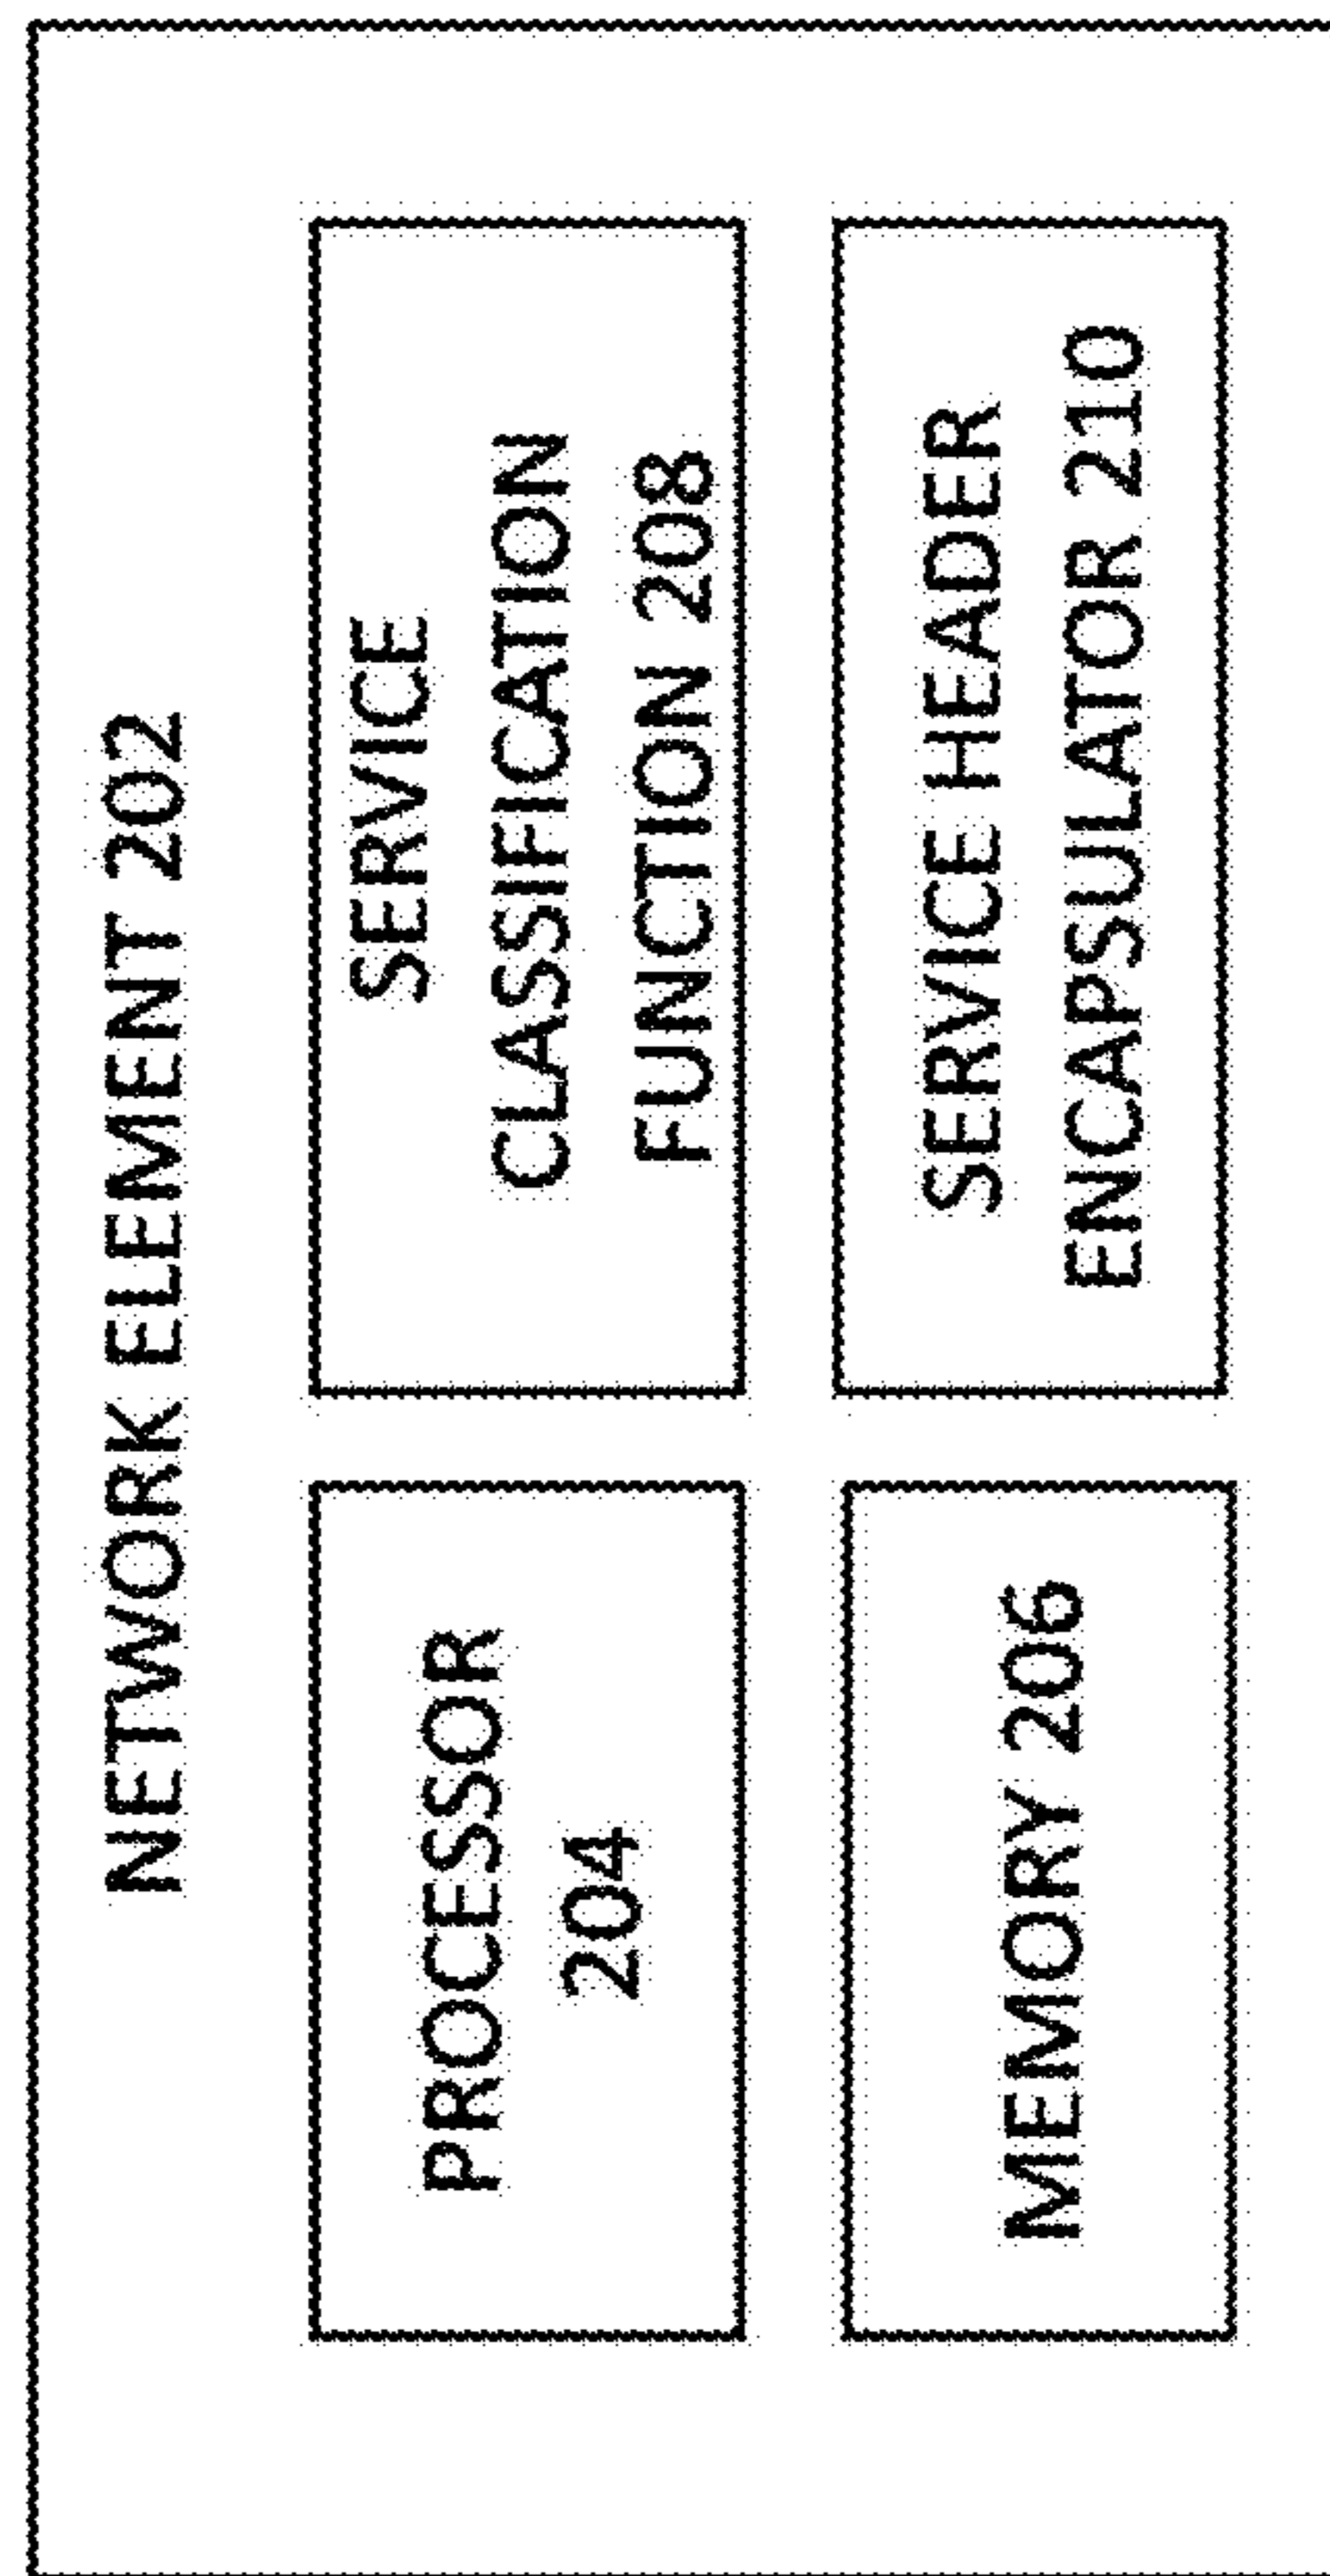 NETWORK ELEMENT 202
PROCESSOR
204
SERVICE
CLASSIFICATION
FUNCTION 208
MEMORY 206
SERVICE HEADER
ENCAPSULATOR 210